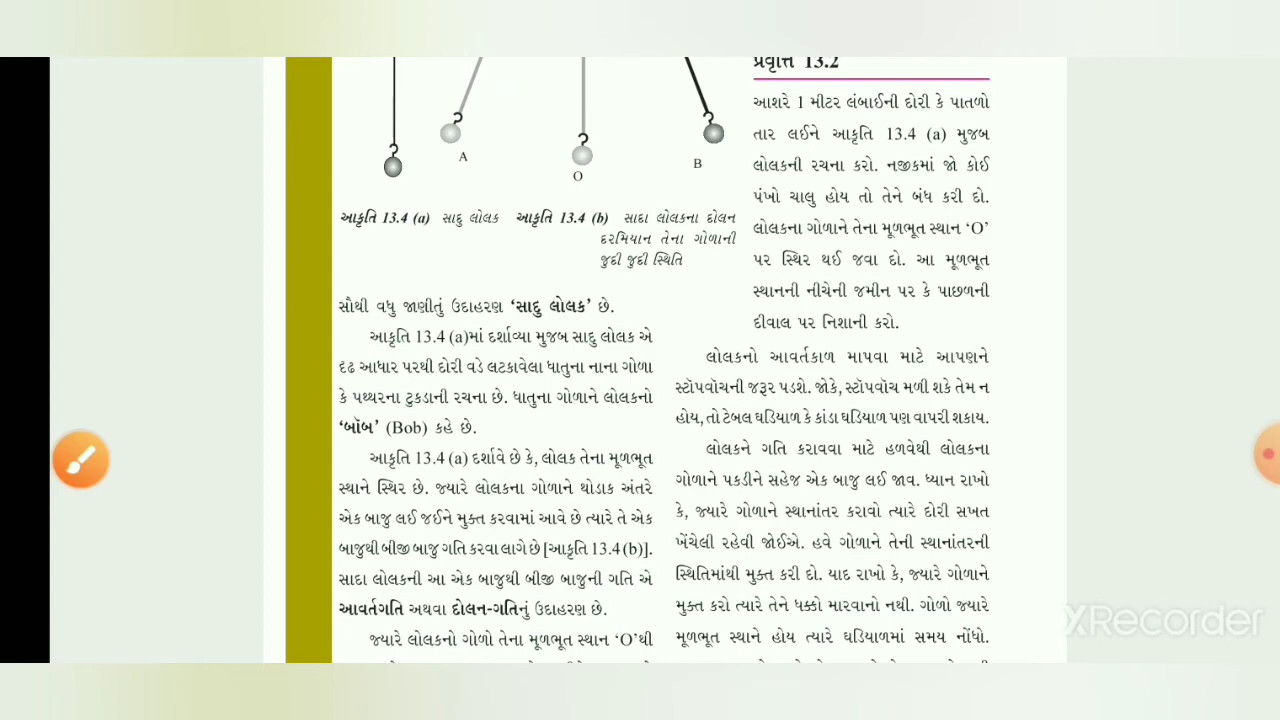 A
O
B
આકૃતિ 13.4 (a) સાદુ લોલક
આકૃતિ 13.4 (b) સાદા લોલકના દોલન
દરમિયાન તેના ગોળાની
જુદી જુદી સ્થિતિ
સૌથી વધુ જાણીતું ઉદાહરણ ‘સાદુ લોલક’ છે.
આકૃતિ 13.4 (a)માં દર્શાવ્યા મુજબ સાદુ લોલક એ
દૃઢ આધાર પરથી દોરી વડે લટકાવેલા ધાતુના નાના ગોળા
કે પથ્થરના ટુકડાની રચના છે. ધાતુના ગોળાને લોલકનો
‘બૉબ’ (Bob) કહે છે.
આકૃતિ 13.4 (a) દર્શાવે છે કે, લોલક તેના મૂળભૂત
સ્થાને સ્થિર છે. જ્યારે લોલકના ગોળાને થોડાક અંતરે
એક બાજુ લઈ જઈને મુક્ત કરવામાં આવે છે ત્યારે તે એક
બાજુથી બીજી બાજુ ગતિ કરવા લાગે છે [આકૃતિ 13.4 (b)].
સાદા લોલકની આ એક બાજુથી બીજી બાજુની ગતિ એ
આવર્તગતિ અથવા દોલન-ગતિનું ઉદાહરણ છે.
જ્યારે લોલકનો ગોળો તેના મૂળભૂત સ્થાન ‘O’થી
પ્રવૃત્તિ 13.2
આશરે 1 મીટર લંબાઈની દોરી કે પાતળો
તાર લઈને આકૃતિ 13.4 (a) મુજબ
લોલકની રચના કરો. નજીકમાં જો કોઈ
પંખો ચાલુ હોય તો તેને બંધ કરી દો.
લોલકના ગોળાને તેના મૂળભૂત સ્થાન ‘O’
પર સ્થિર થઈ જવા દો. આ મૂળભૂત
સ્થાનની નીચેની જમીન પર કે પાછળની
દીવાલ પર નિશાની કરો.
લોલકનો આવર્તકાળ માપવા માટે આપણને
સ્ટૉપવૉચની જરૂર પડશે. જોકે, સ્ટૉપવૉચ મળી શકે તેમ ન
હોય, તો ટેબલ ઘડિયાળ કે કાંડા ઘડિયાળ પણ વાપરી શકાય.
લોલકને ગતિ કરાવવા માટે હળવેથી લોલકના
ગોળાને પકડીને સહેજ એક બાજુ લઈ જાવ. ધ્યાન રાખો
કે, જ્યારે ગોળાને સ્થાનાંતર કરાવો ત્યારે દોરી સખત
ખેંચેલી રહેવી જોઈએ. હવે ગોળાને તેની સ્થાનાંતરની
સ્થિતિમાંથી મુક્ત કરી દો. યાદ રાખો કે, જ્યારે ગોળાને
મુક્ત કરો ત્યારે તેને ધક્કો મારવાનો નથી. ગોળો જ્યારે
મૂળભૂત સ્થાને હોય ત્યારે ઘડિયાળમાં સમય નોંધો.
XRecorder